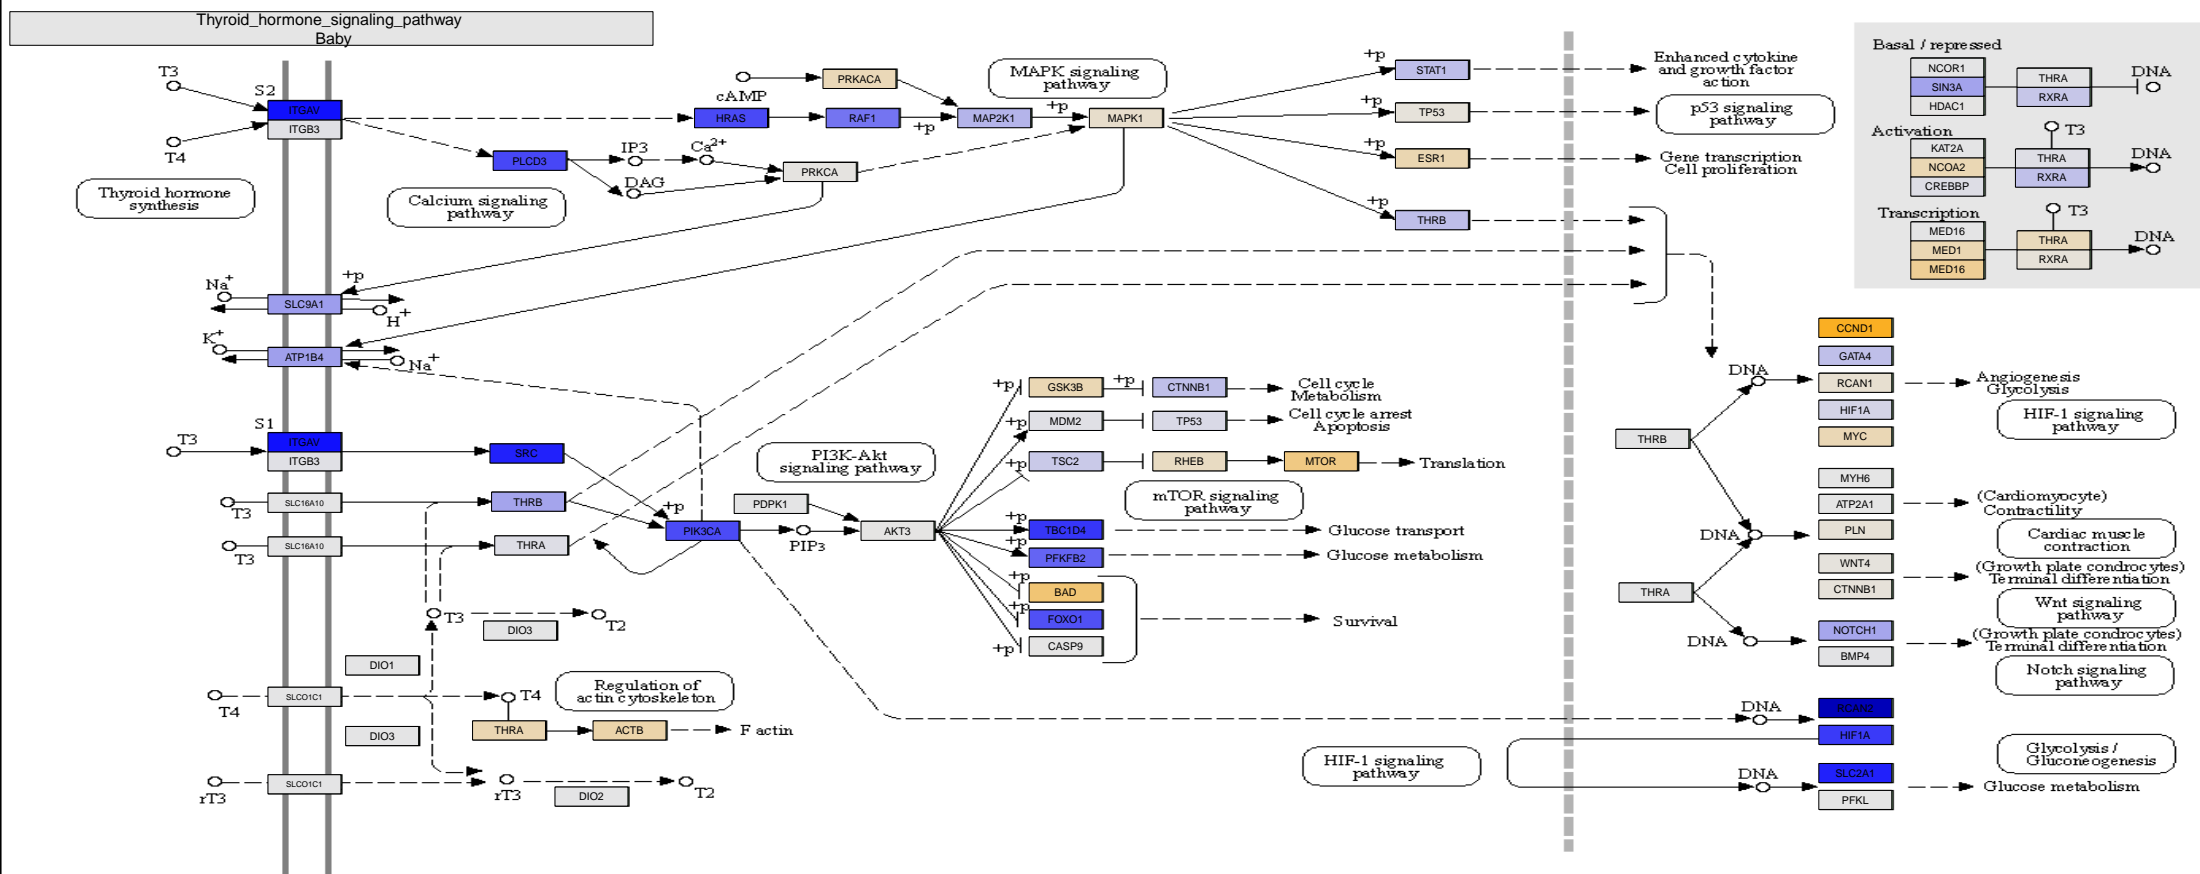 Thyroid_hormone_signaling_pathway
Baby
T3
S2
ITGAV
ITGB3
T4
Thyroid hormone
synthesis
cAMP
PRKACA
HRAS
RAF1
+p
MAP2K1
+p
MAPK1
MAPK signaling
pathway
PLCD3
IP3
Ca2+
DAG
PRKCA
Calcium signaling
pathway
+p
STAT1
Enhanced cytokine
and growth factor
action
+p
TP53
p53 signaling
pathway
+p
ESR1
Gene transcription
Cell proliferation
+p
THRB
Basal / repressed
NCOR1
SIN3A
HDAC1
THRA
RXRA
DNA
Activation
KAT2A
NCOA2
CREBBP
T3
THRA
RXRA
DNA
Transcription
MED16
MED1
MED16
T3
THRA
RXRA
DNA
+p
Na+
SLC9A1
H+
K+
ATP1B4
Na+
S1
T3
ITGAV
ITGB3
SRC
SLC16A10
T3
THRB
SLC16A10
T3
THRA
+p
PIK3CA
PIP3
PDPK1
AKT3
PI3K-Akt
signaling pathway
+p
GSK3B
+p
CTNNB1
Cell cycle
Metabolism
+p
MDM2
TP53
Cell cycle arrest
Apoptosis
+p
TSC2
RHEB
MTOR
Translation
mTOR signaling
pathway
+p
TBC1D4
Glucose transport
+p
PFKFB2
Glucose metabolism
+p
BAD
+p
FOXO1
Survival
+p
CASP9
T3
T2
DIO3
DIO1
SLCO1C1
T4
T4
Regulation of
actin cytoskeleton
DIO3
THRA
ACTB
F actin
SLCO1C1
rT3
rT3
DIO2
T2
THRB
DNA
CCND1
GATA4
RCAN1
HIF1A
MYC
Angiogenesis
Glycolysis
HIF-1 signaling
pathway
MYH6
ATP2A1
PLN
DNA
(Cardiomyocyte)
Contractility
Cardiac muscle
contraction
WNT4
CTNNB1
(Growth plate condrocytes)
Terminal differentiation
Wnt signaling
pathway
THRA
DNA
NOTCH1
BMP4
(Growth plate condrocytes)
Terminal differentiation
Notch signaling
pathway
DNA
RCAN2
HIF1A
HIF-1 signaling
pathway
Glycolysis /
Gluconeogenesis
DNA
SLC2A1
PFKL
Glucose metabolism